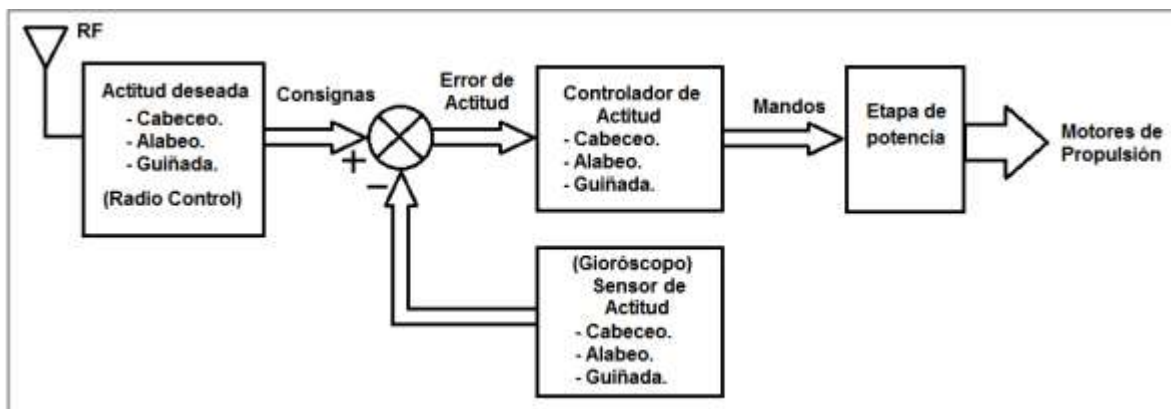 RF
Actitud deseada
- Cabeceo.
- Alabeo.
- Guiñada.
(Radio Control)
Consignas
+
−
Error de
Actitud
Controlador de
Actitud
- Cabeceo.
- Alabeo.
- Guiñada.
Mandos
Etapa de
potencia
Motores de
Propulsión
(Gioróscopo)
Sensor de
Actitud
- Cabeceo.
- Alabeo.
- Guiñada.